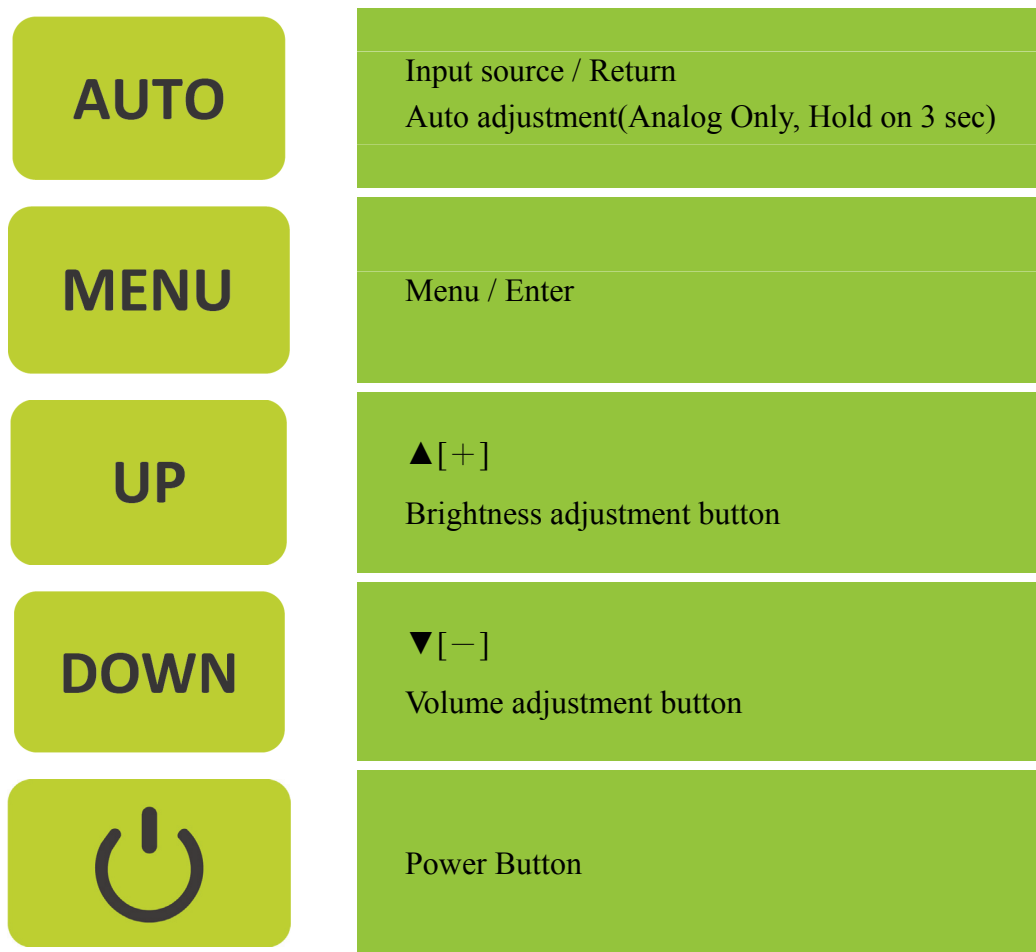 AUTO
Input source / Return
Auto adjustment(Analog Only, Hold on 3 sec)
MENU
Menu / Enter
UP
▲[＋]
Brightness adjustment button
DOWN
▼[－]
Volume adjustment button
Power Button